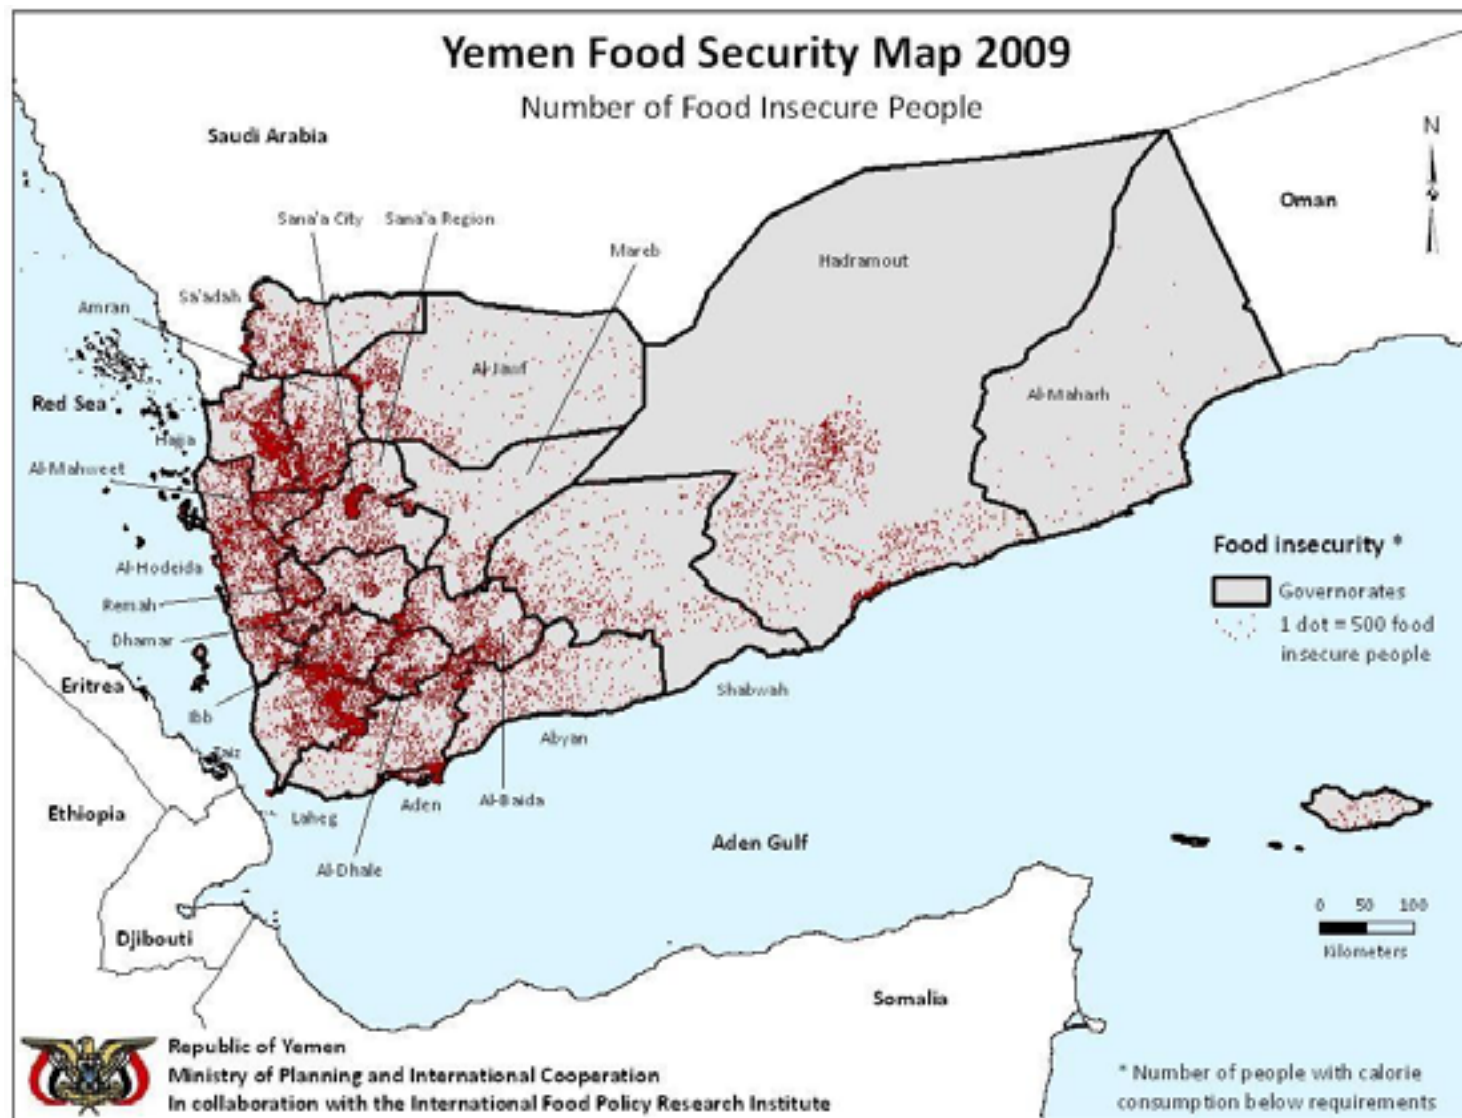 Yemen Food Security Map 2009
Number of Food Insecure People
Saudi Arabia
N
Oman
Sana'a City
Sana'a Region
Mareb
Hadramout
Sa'adah
Amran
Al-Jawf
Al-Maharh
Red Sea
Hajja
Al-Mahweet
Food insecurity *
Al-Hodeida
Governorates
Remah
1 dot = 500 food
insecure people
Dhamar
Eritrea
Shabwah
Ibb
Abyan
Taiz
Ethiopia
Laheg
Aden
Al-Baida
Aden Gulf
Al-Dhale
0 50 100
Kilometers
Djibouti
Somalia
Republic of Yemen
Ministry of Planning and International Cooperation
In collaboration with the International Food Policy Research Institute
* Number of people with calorie
consumption below requirements